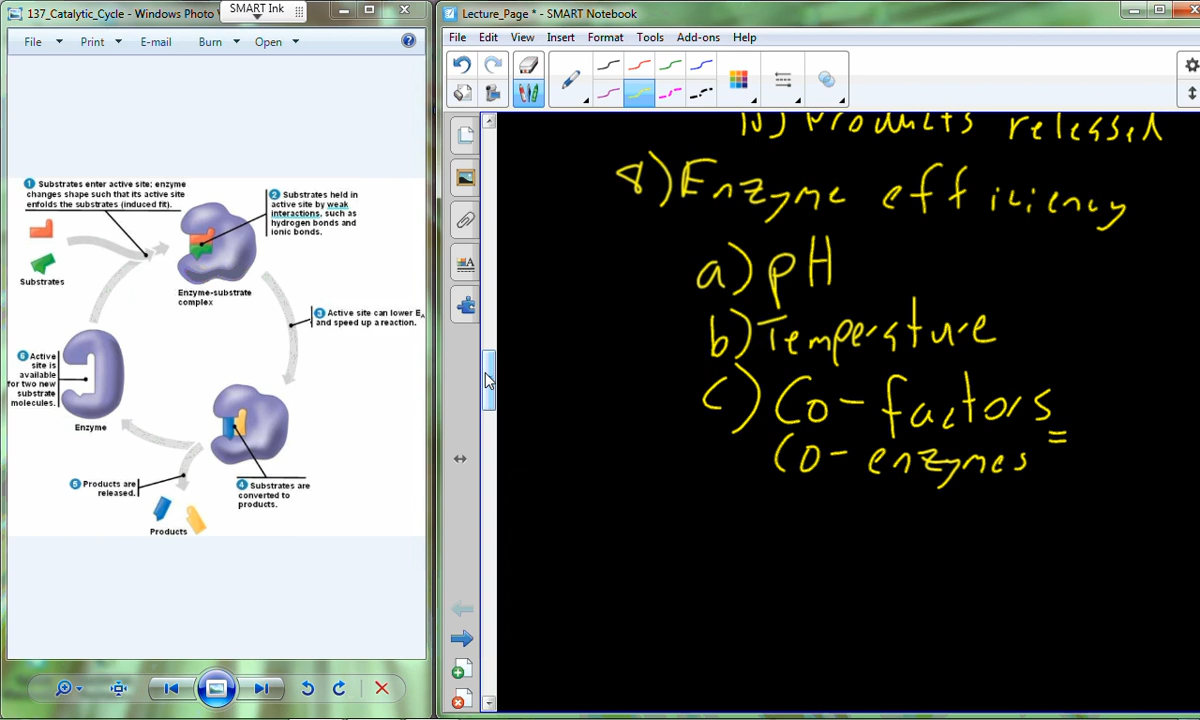 137_Catalytic_Cycle - Windows Photo V
SMART Ink
File Print E-mail Burn Open
1 Substrates enter active site; enzyme
changes shape such that its active site
enfolds the substrates (induced fit).
2 Substrates held in
active site by weak
interactions, such as
hydrogen bonds and
ionic bonds.
Substrates
Enzyme-substrate
complex
3 Active site can lower EA
and speed up a reaction.
6 Active
site is
available
for two new
substrate
molecules.
Enzyme
5 Products are
released.
4 Substrates are
converted to
products.
Products
Lecture_Page * - SMART Notebook
File Edit View Insert Format Tools Add-ons Help
Products released
8) Enzyme efficiency
a) pH
b) Temperature
c) Co-factors
Co-enzymes